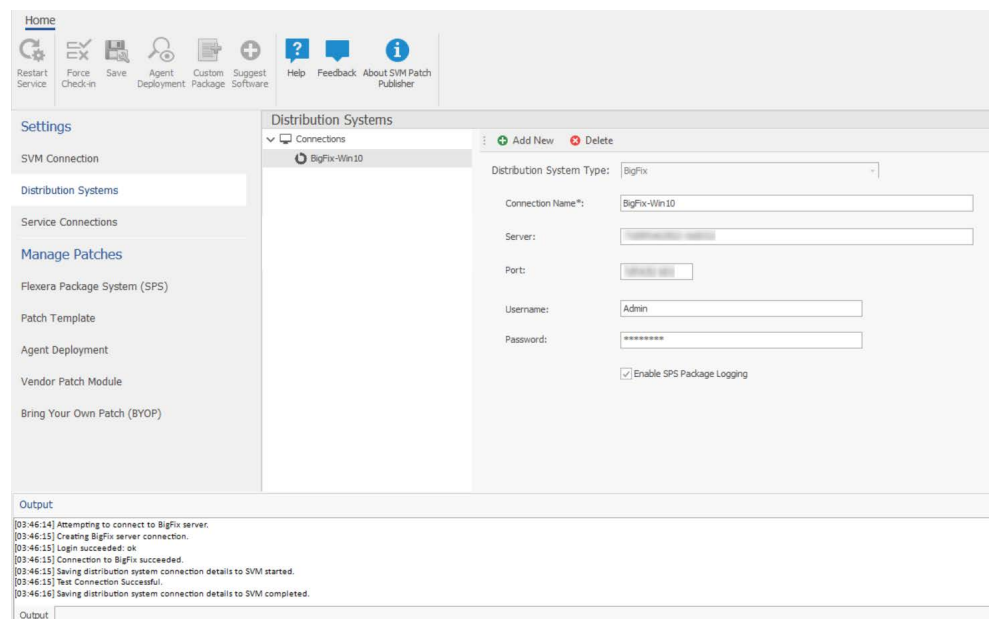 Home
Restart Service
Force Check-in
Save
Agent Deployment
Custom Package
Suggest Software
Help
Feedback
About SVM Patch Publisher
Settings
SVM Connection
Distribution Systems
Service Connections
Manage Patches
Flexera Package System (SPS)
Patch Template
Agent Deployment
Vendor Patch Module
Bring Your Own Patch (BYOP)
Distribution Systems
Connections
BigFix-Win10
Add New Delete
Distribution System Type: BigFix
Connection Name*: BigFix-Win10
Server:
Port:
Username: Admin
Password: ********
Enable SPS Package Logging
Output
[03:46:14] Attempting to connect to BigFix server.
[03:46:15] Creating BigFix server connection.
[03:46:15] Login succeeded: ok
[03:46:15] Connection to BigFix succeeded.
[03:46:15] Saving distribution system connection details to SVM started.
[03:46:15] Test Connection Successful.
[03:46:16] Saving distribution system connection details to SVM completed.
Output